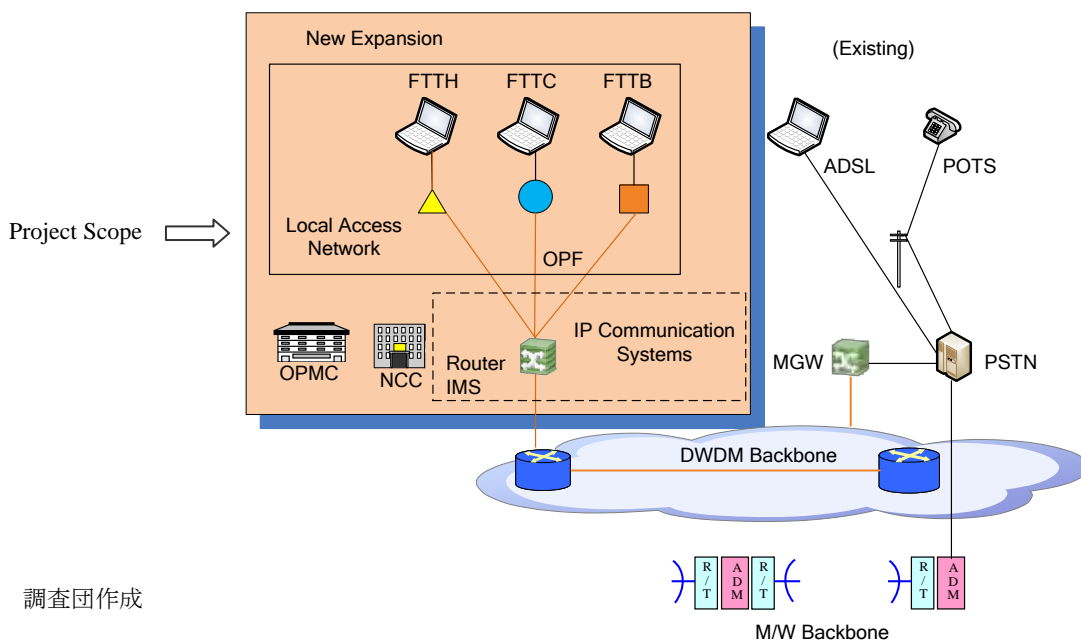 New Expansion
(Existing)
FTTH
FTTC
FTTB
ADSL
POTS
Project Scope
Local Access
Network
OPF
IP Communication
Systems
OPMC
NCC
Router
IMS
MGW
PSTN
DWDM Backbone
R/T
ADM
R/T
R/T
ADM
調査団作成
M/W Backbone